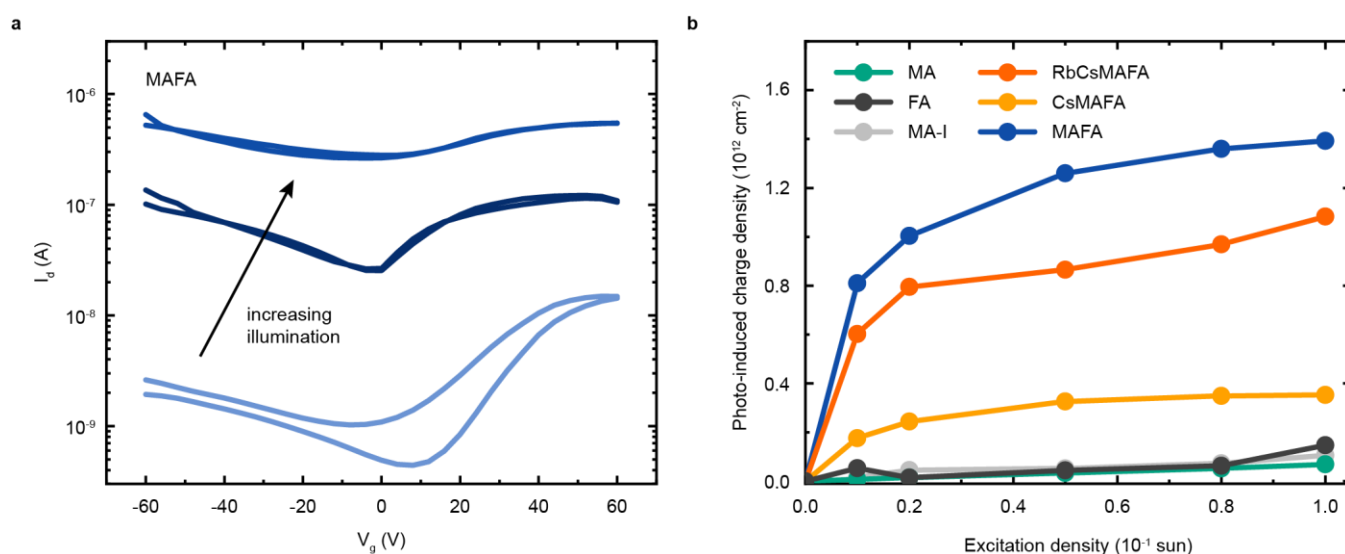 a
MAFA
increasing
illumination
10⁻⁶
10⁻⁷
10⁻⁸
10⁻⁹
I_d (A)
-60 -40 -20 0 20 40 60
V_g (V)
b
MA RbCsMAFA
FA CsMAFA
MA-I MAFA
1.6
1.2
0.8
0.4
0.0
Photo-induced charge density (10¹² cm⁻²)
0.0 0.2 0.4 0.6 0.8 1.0
Excitation density (10⁻¹ sun)